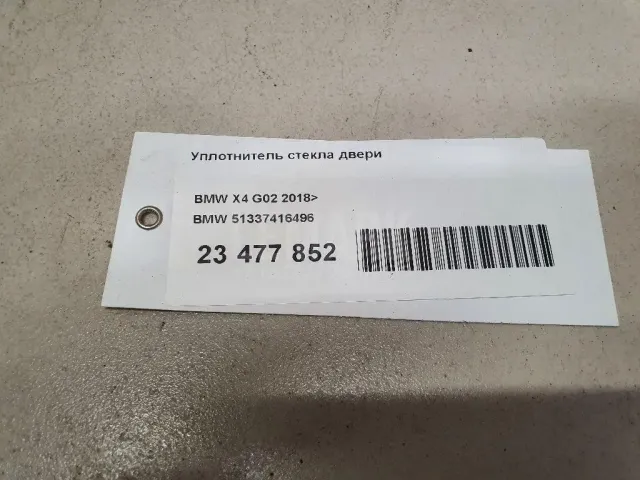 Уплотнитель стекла двери
BMW X4 G02 2018>
BMW 51337416496
23 477 852